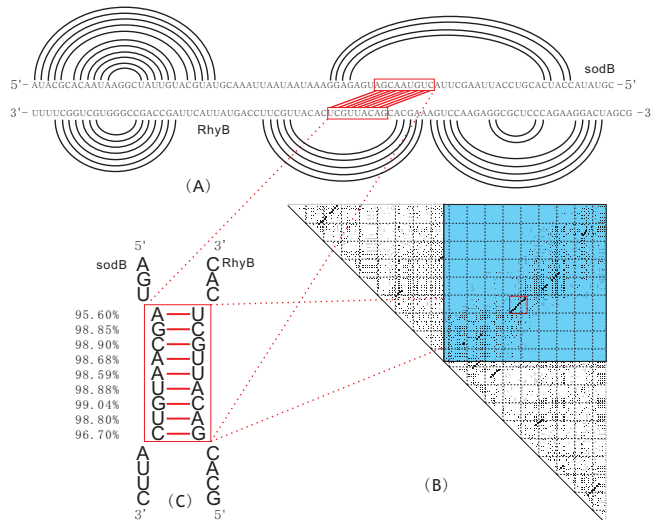 sodB
5'-AUACGCACAAUAAGGCUAUUGUACGUAUGCAAAUUAAUAAUAAAGGAGAGUAGCAAUGUCAUUCGAAUUACCUGCACUACCAUAUGC-5'
3'-UUUUCGGUCGUGGGCCGACCGAUUCAUUAUGACCUUCGUUACACUCGUUACAGCACGAAAGUCCAAGAGGCGCUCCCAGAAGGACUAGCG-3
RhyB
(A)
5' 3'
sodB RhyB
A C
G A
U C
95.60% A U
98.85% G C
98.90% C G
98.68% A U
98.59% A U
98.88% U A
99.04% G C
98.80% U A
96.70% C G
A C
U A
U C
C G
3' (C) 5'
(B)